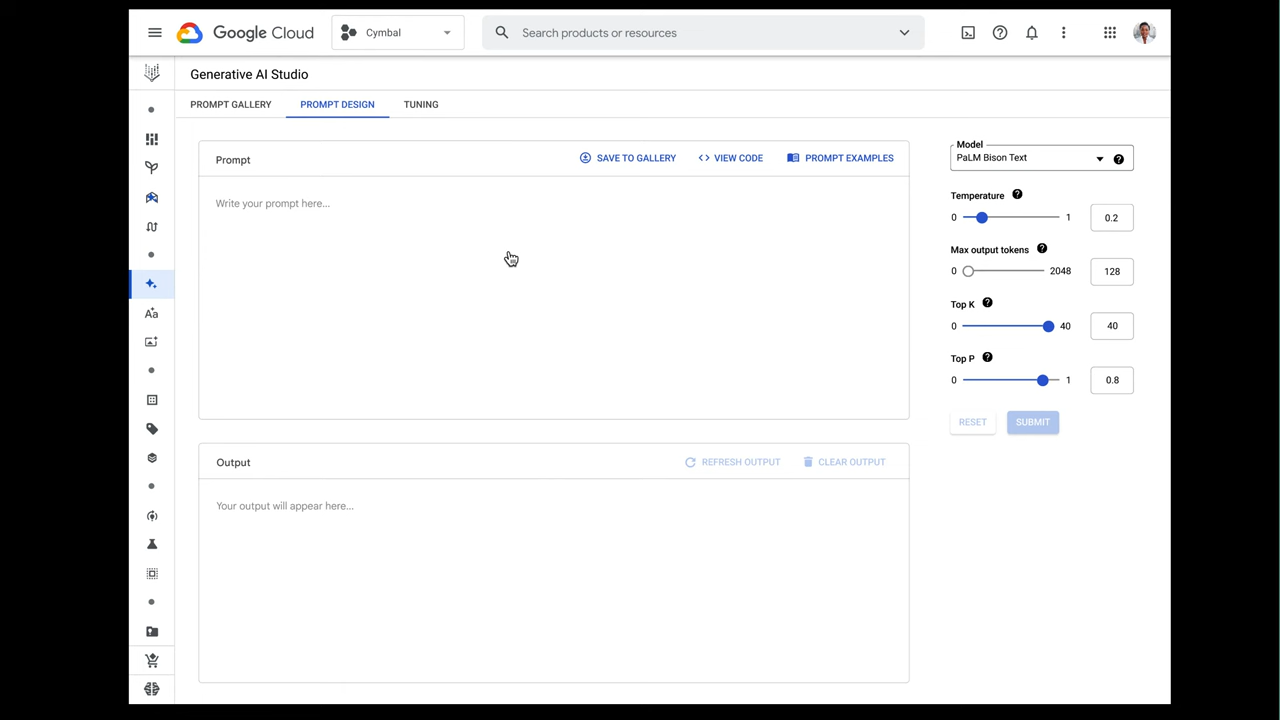 Google Cloud
Cymbal
Search products or resources
Generative AI Studio
PROMPT GALLERY
PROMPT DESIGN
TUNING
Prompt
SAVE TO GALLERY
VIEW CODE
PROMPT EXAMPLES
Write your prompt here...
Model
PaLM Bison Text
Temperature
0
1
0.2
Max output tokens
0
2048
128
Top K
0
40
40
Top P
0
1
0.8
RESET
SUBMIT
Output
REFRESH OUTPUT
CLEAR OUTPUT
Your output will appear here...